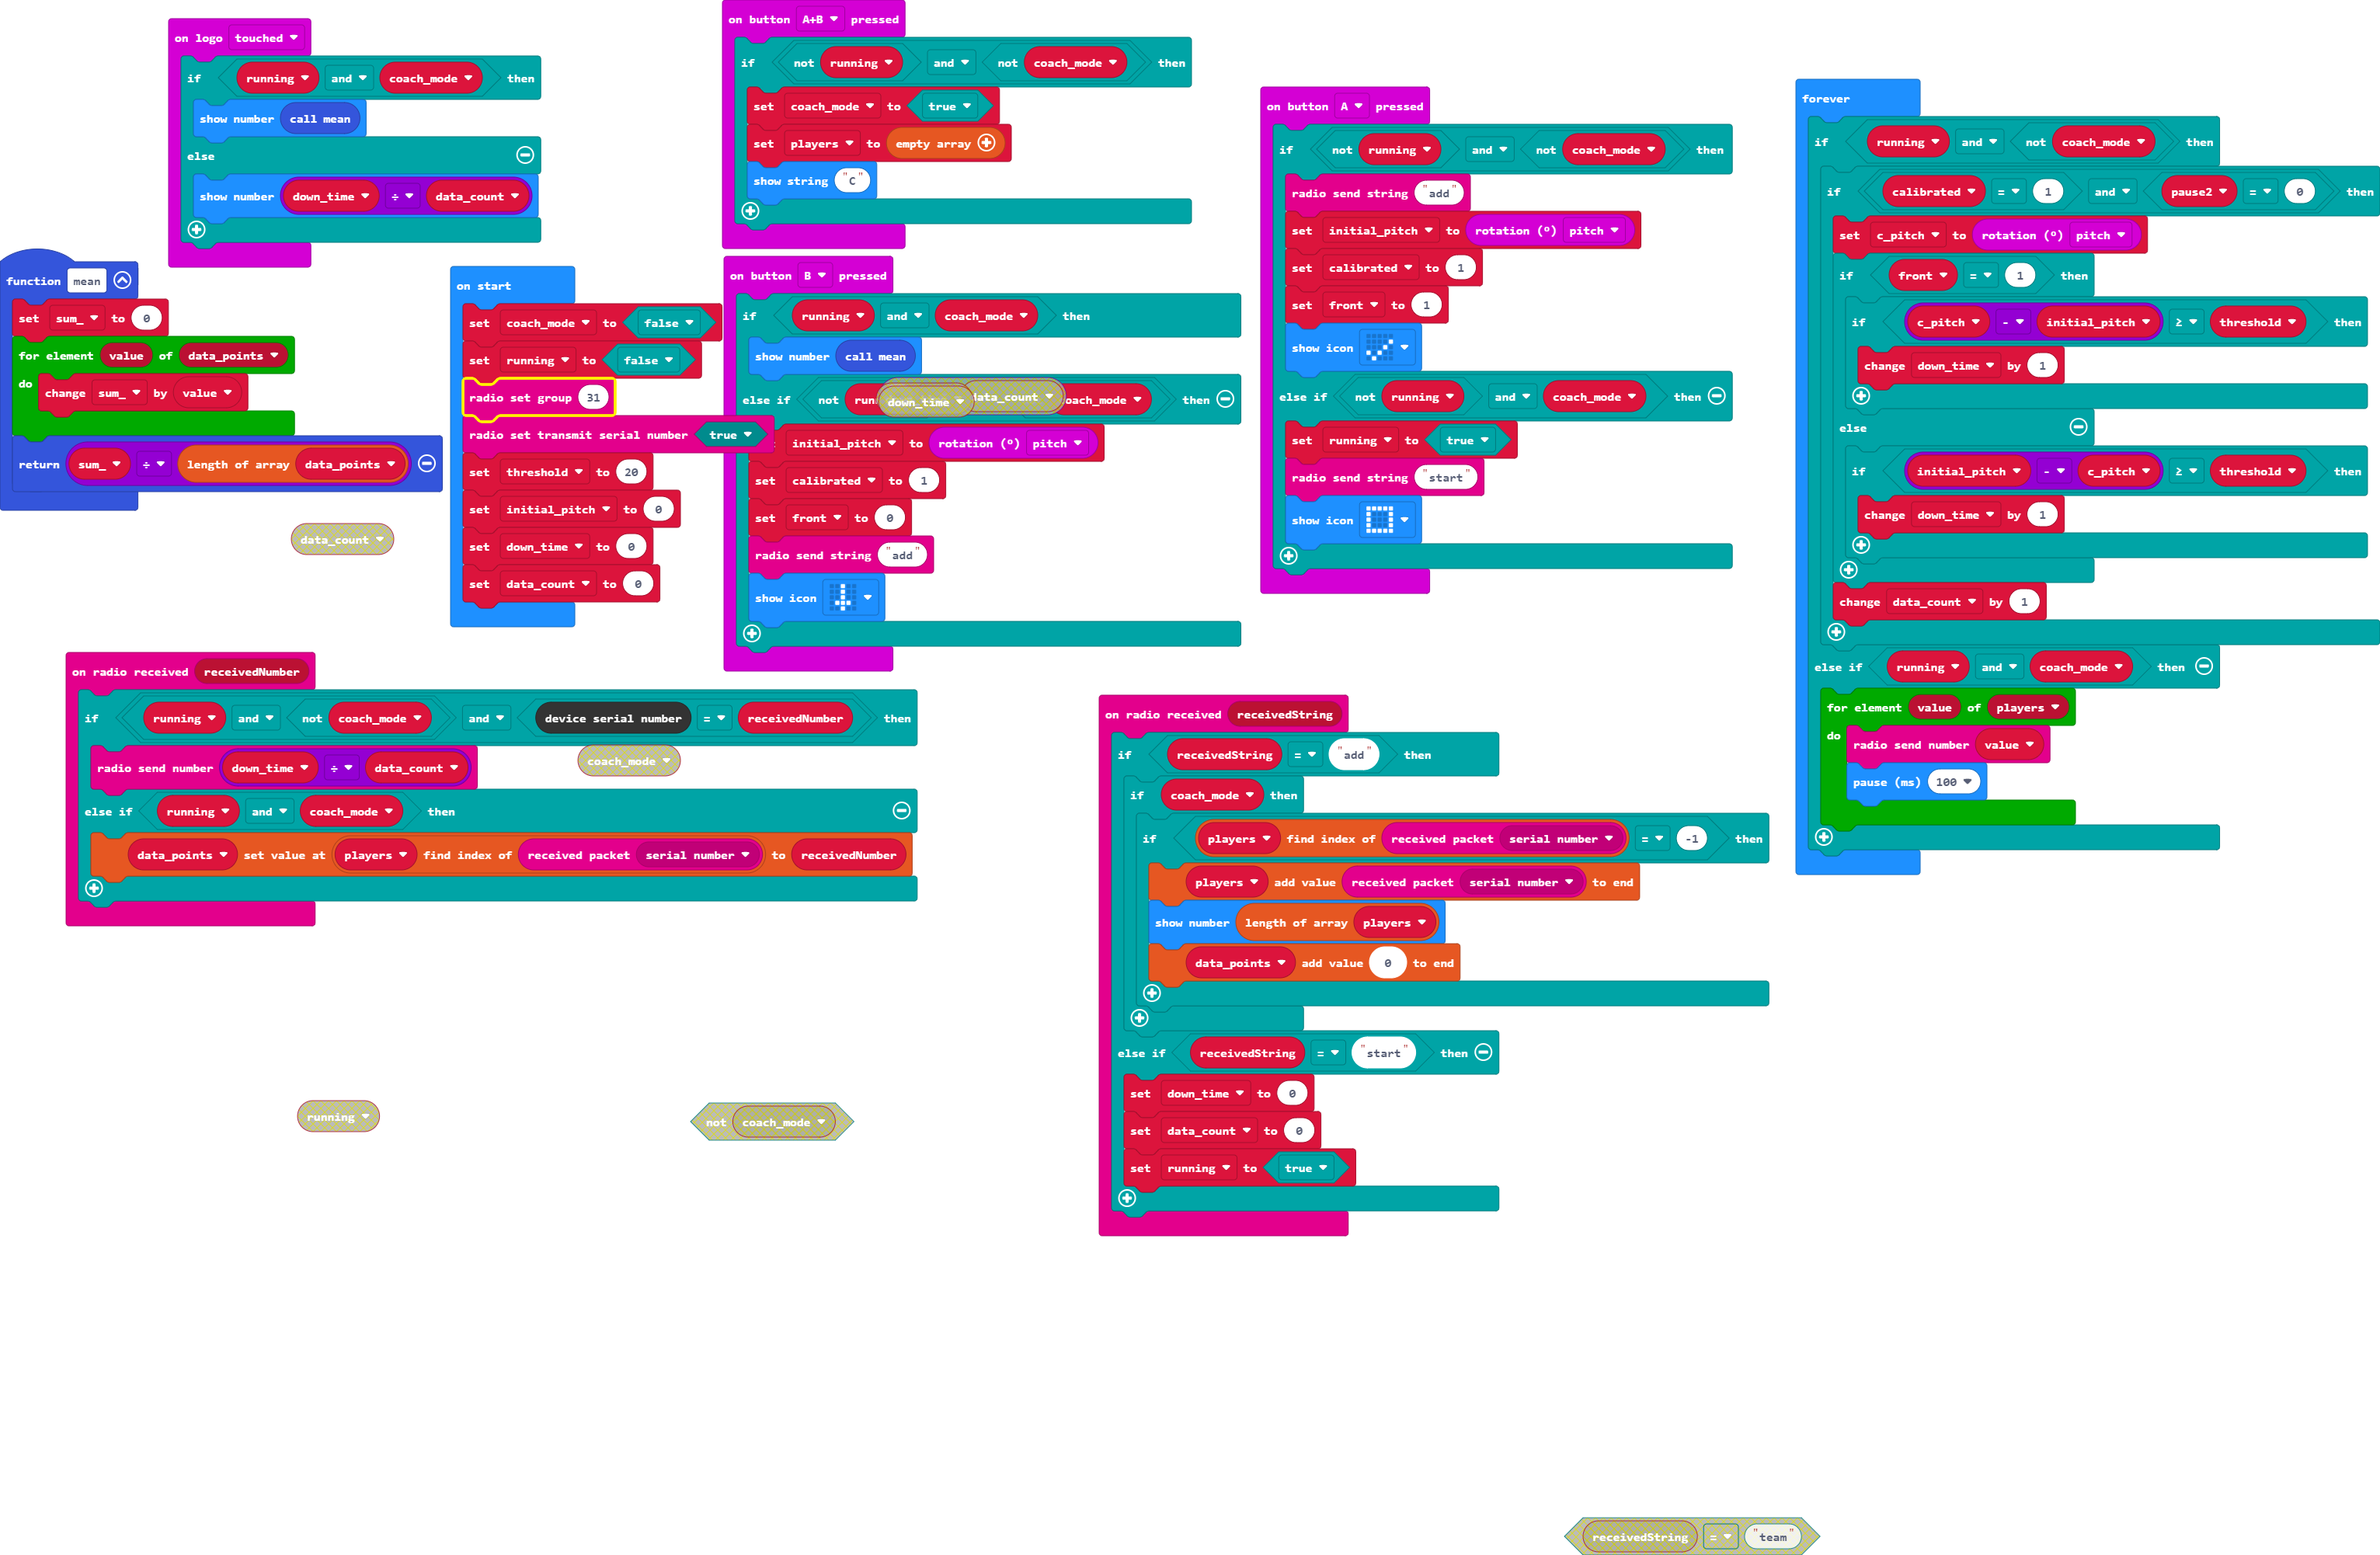 on logo touched
if running and coach_mode then
show number call mean
else
show number down_time ÷ data_count
function mean
set sum_ to 0
for element value of data_points
do change sum_ by value
return sum_ ÷ length of array data_points
data_count
on start
set coach_mode to false
set running to false
radio set group 31
radio set transmit serial number true
set threshold to 20
set initial_pitch to 0
set down_time to 0
set data_count to 0
on button A+B pressed
if not running and not coach_mode then
set coach_mode to true
set players to empty array
show string "C"
on button B pressed
if running and coach_mode then
show number call mean
else if not down_time data_count coach_mode then
initial_pitch to rotation (º) pitch
set calibrated to 1
set front to 0
radio send string "add"
show icon
on button A pressed
if not running and not coach_mode then
radio send string "add"
set initial_pitch to rotation (º) pitch
set calibrated to 1
set front to 1
show icon
else if not running and coach_mode then
set running to true
radio send string "start"
show icon
forever
if running and not coach_mode then
if calibrated = 1 and pause2 = 0 then
set c_pitch to rotation (º) pitch
if front = 1 then
if c_pitch - initial_pitch ≥ threshold then
change down_time by 1
else
if initial_pitch - c_pitch ≥ threshold then
change down_time by 1
change data_count by 1
else if running and coach_mode then
for element value of players
do radio send number value
pause (ms) 100
on radio received receivedNumber
if running and not coach_mode and device serial number = receivedNumber then
radio send number down_time ÷ data_count
coach_mode
else if running and coach_mode then
data_points set value at players find index of received packet serial number to receivedNumber
on radio received receivedString
if receivedString = "add" then
if coach_mode then
if players find index of received packet serial number = -1 then
players add value received packet serial number to end
show number length of array players
data_points add value 0 to end
else if receivedString = "start" then
set down_time to 0
set data_count to 0
set running to true
running
not coach_mode
receivedString = "team"